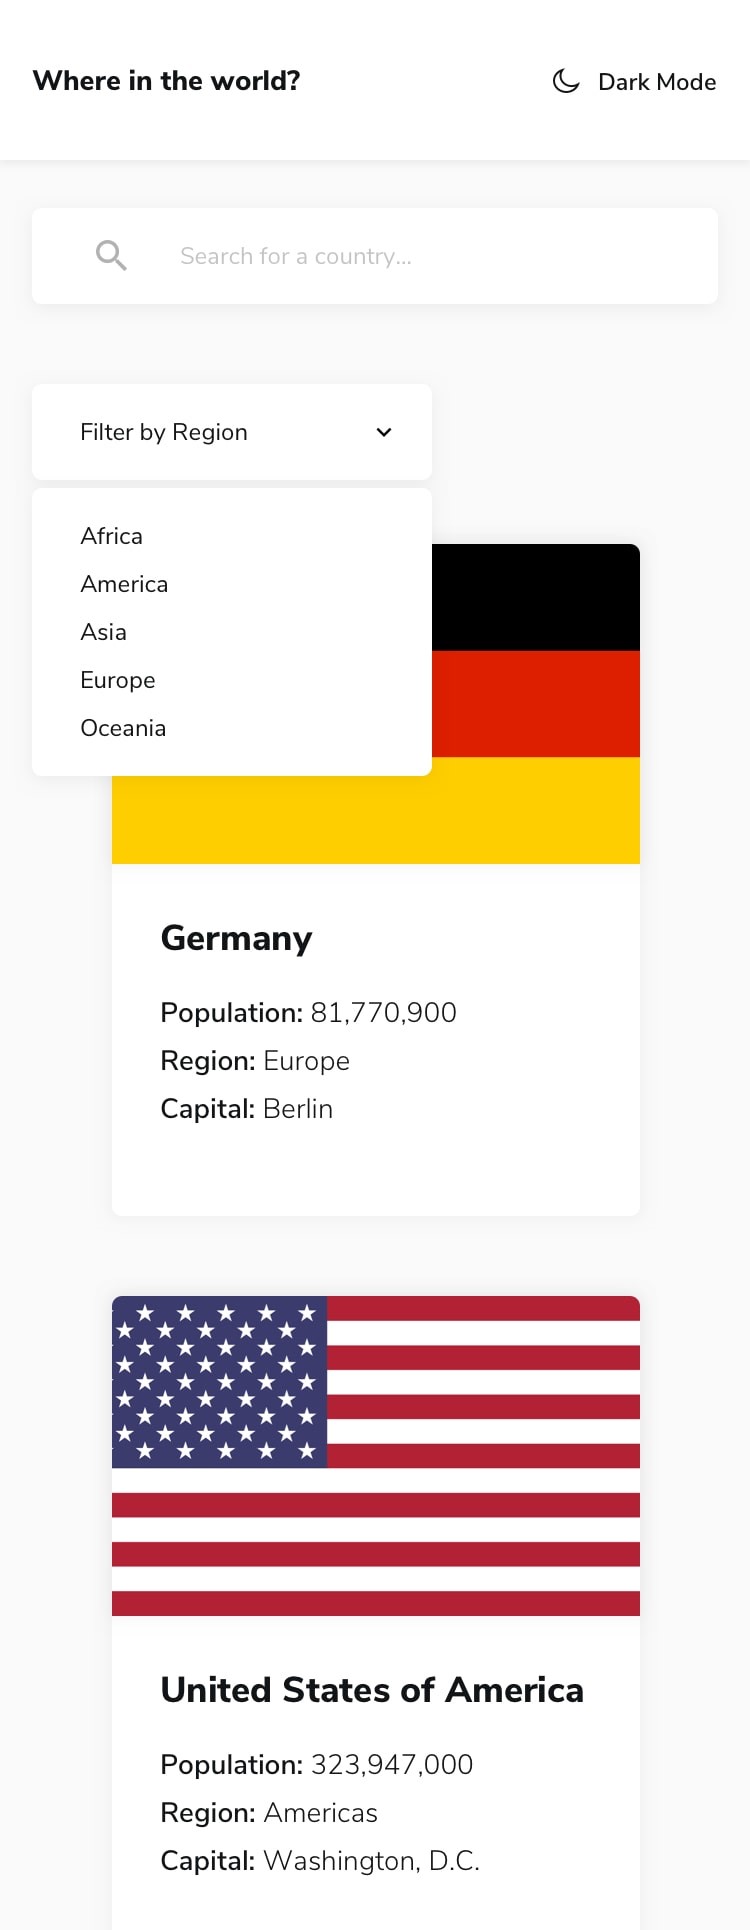 Where in the world?
Dark Mode
Search for a country...
Filter by Region
Africa
America
Asia
Europe
Oceania
Germany
Population: 81,770,900
Region: Europe
Capital: Berlin
United States of America
Population: 323,947,000
Region: Americas
Capital: Washington, D.C.